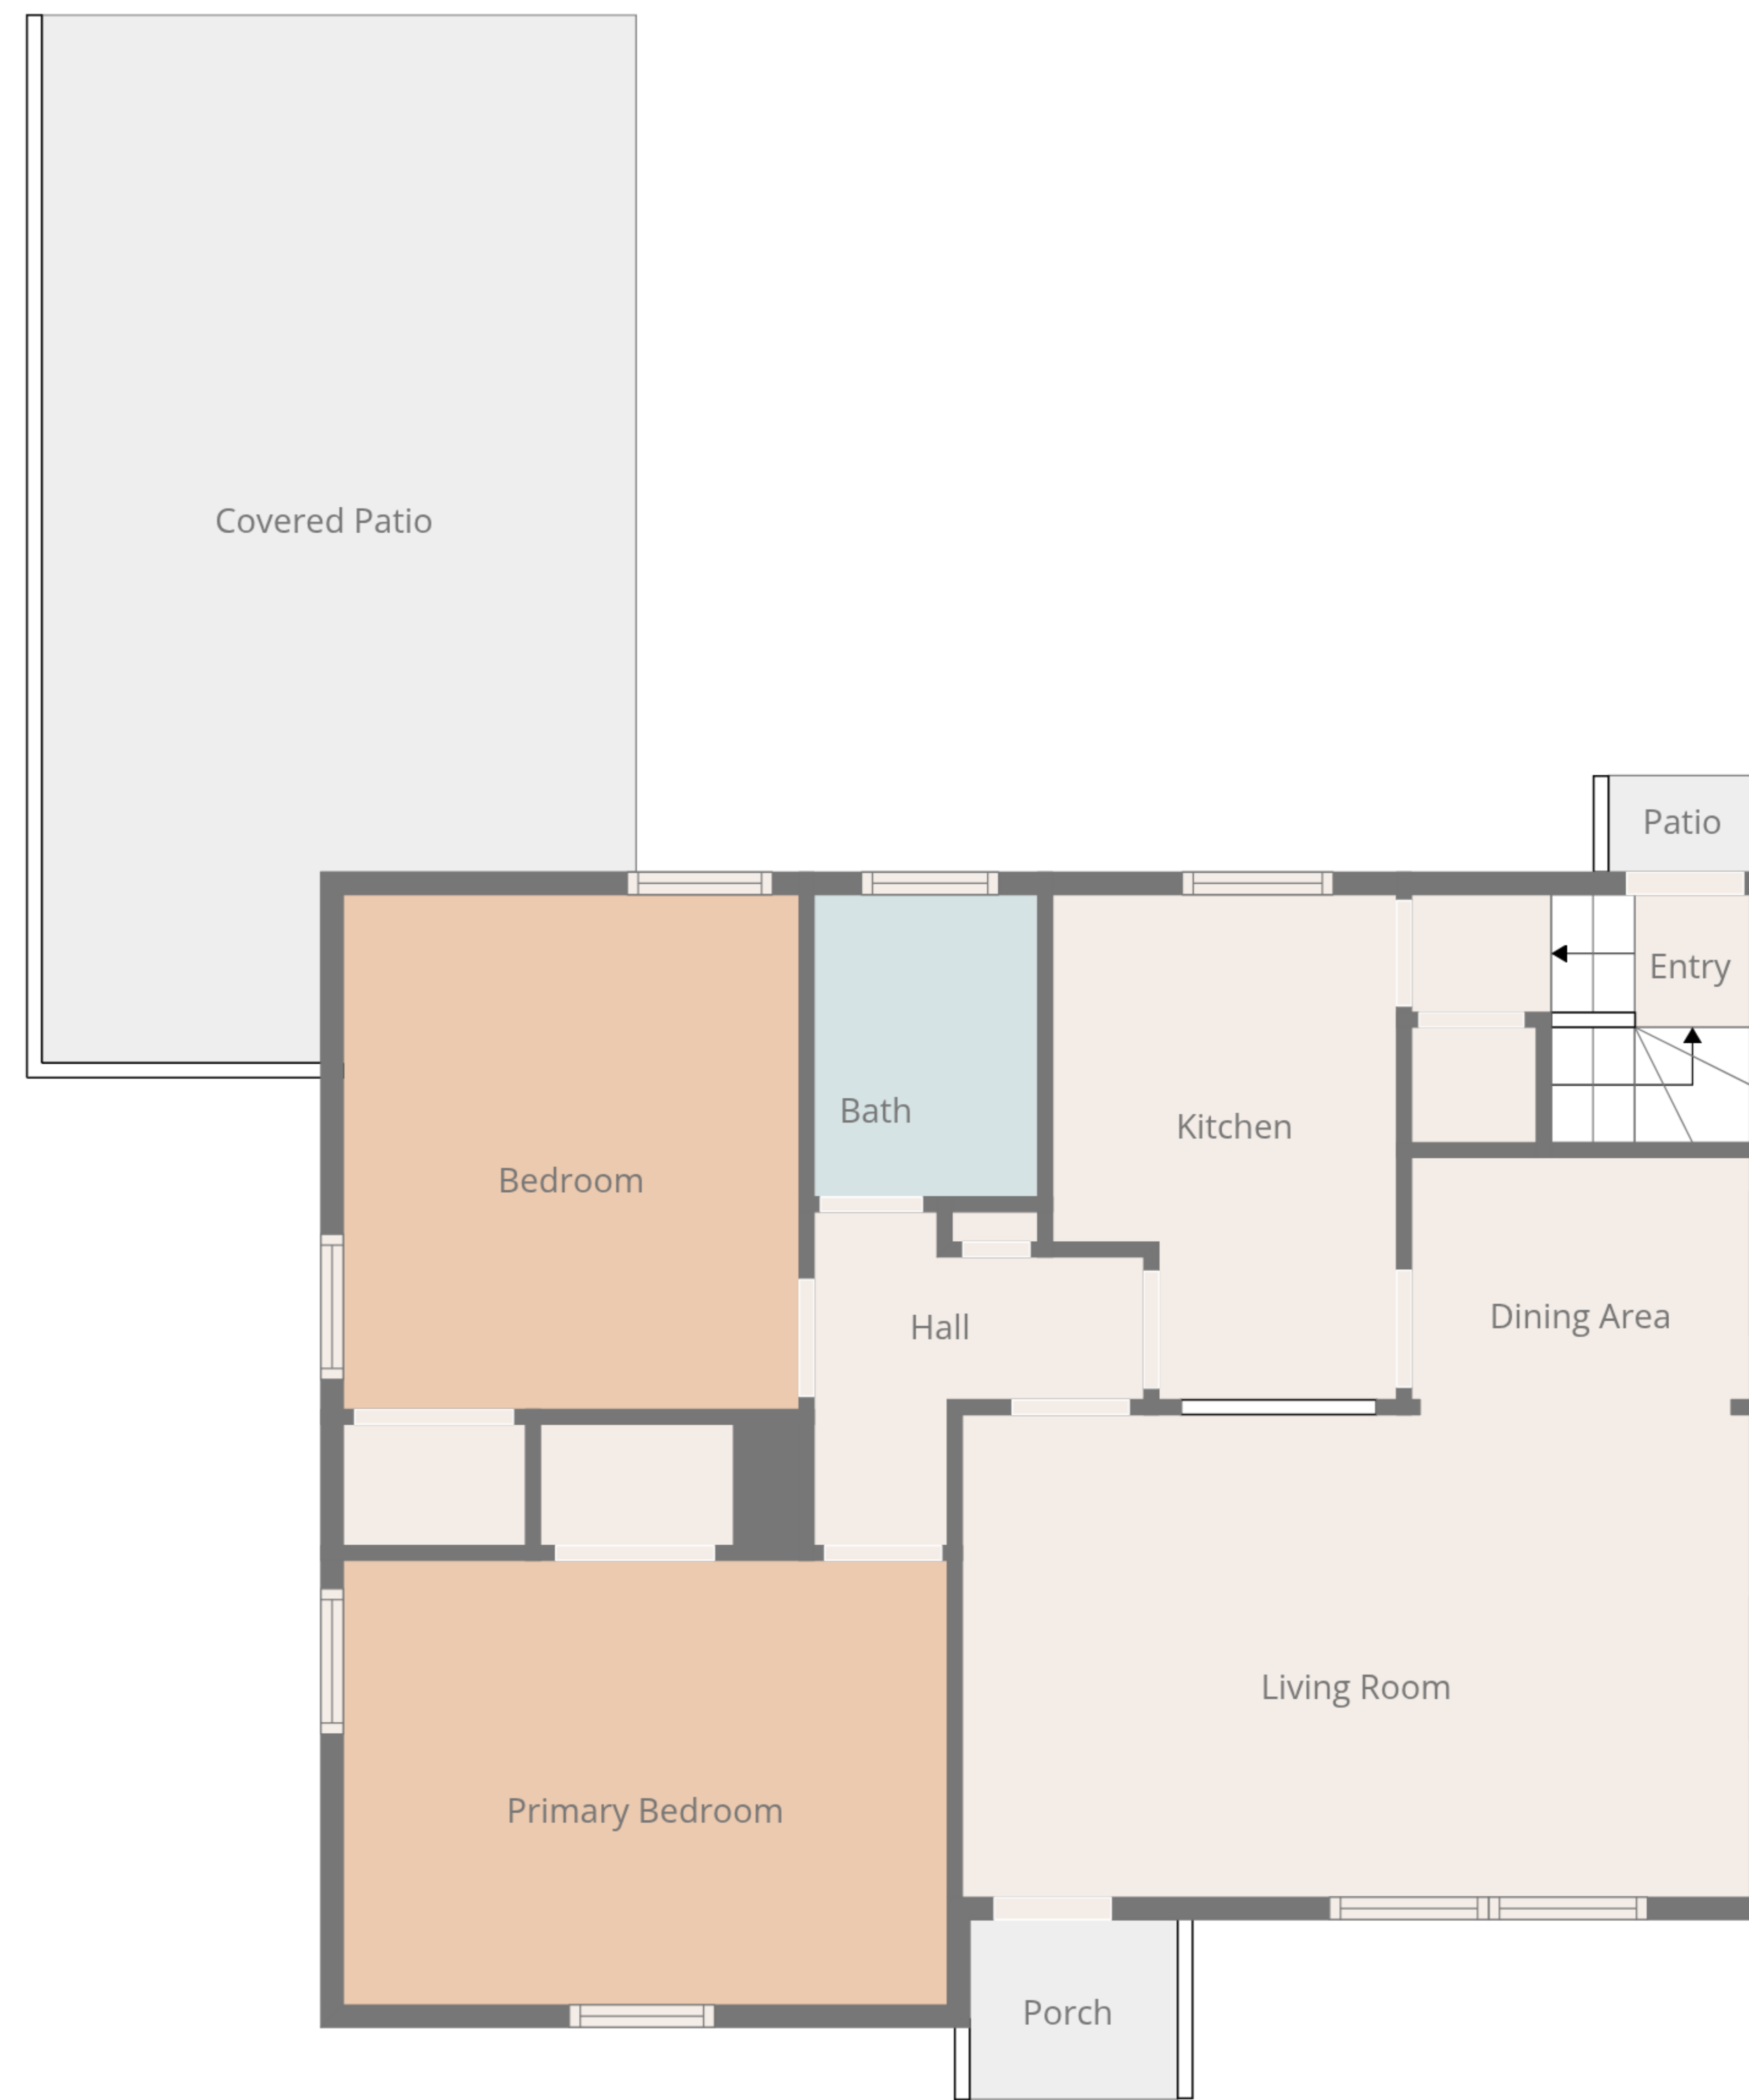 Covered Patio
Patio
Entry
Bath
Kitchen
Bedroom
Dining Area
Hall
Living Room
Primary Bedroom
Porch